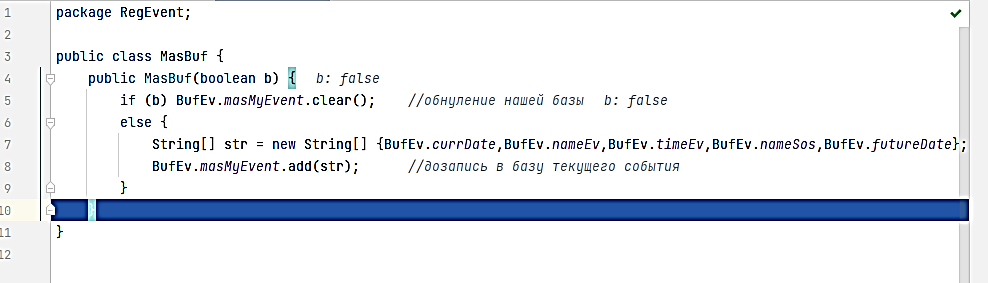 1 package RegEvent;
2
3 public class MasBuf {
4 public MasBuf(boolean b) { b: false
5 if (b) BufEv.masMyEvent.clear(); //обнуление нашей базы b: false
6 else {
7 String[] str = new String[] {BufEv.currDate,BufEv.nameEv,BufEv.timeEv,BufEv.nameSos,BufEv.futureDate};
8 BufEv.masMyEvent.add(str); //дозапись в базу текущего события
9 }
10 }
11 }
12